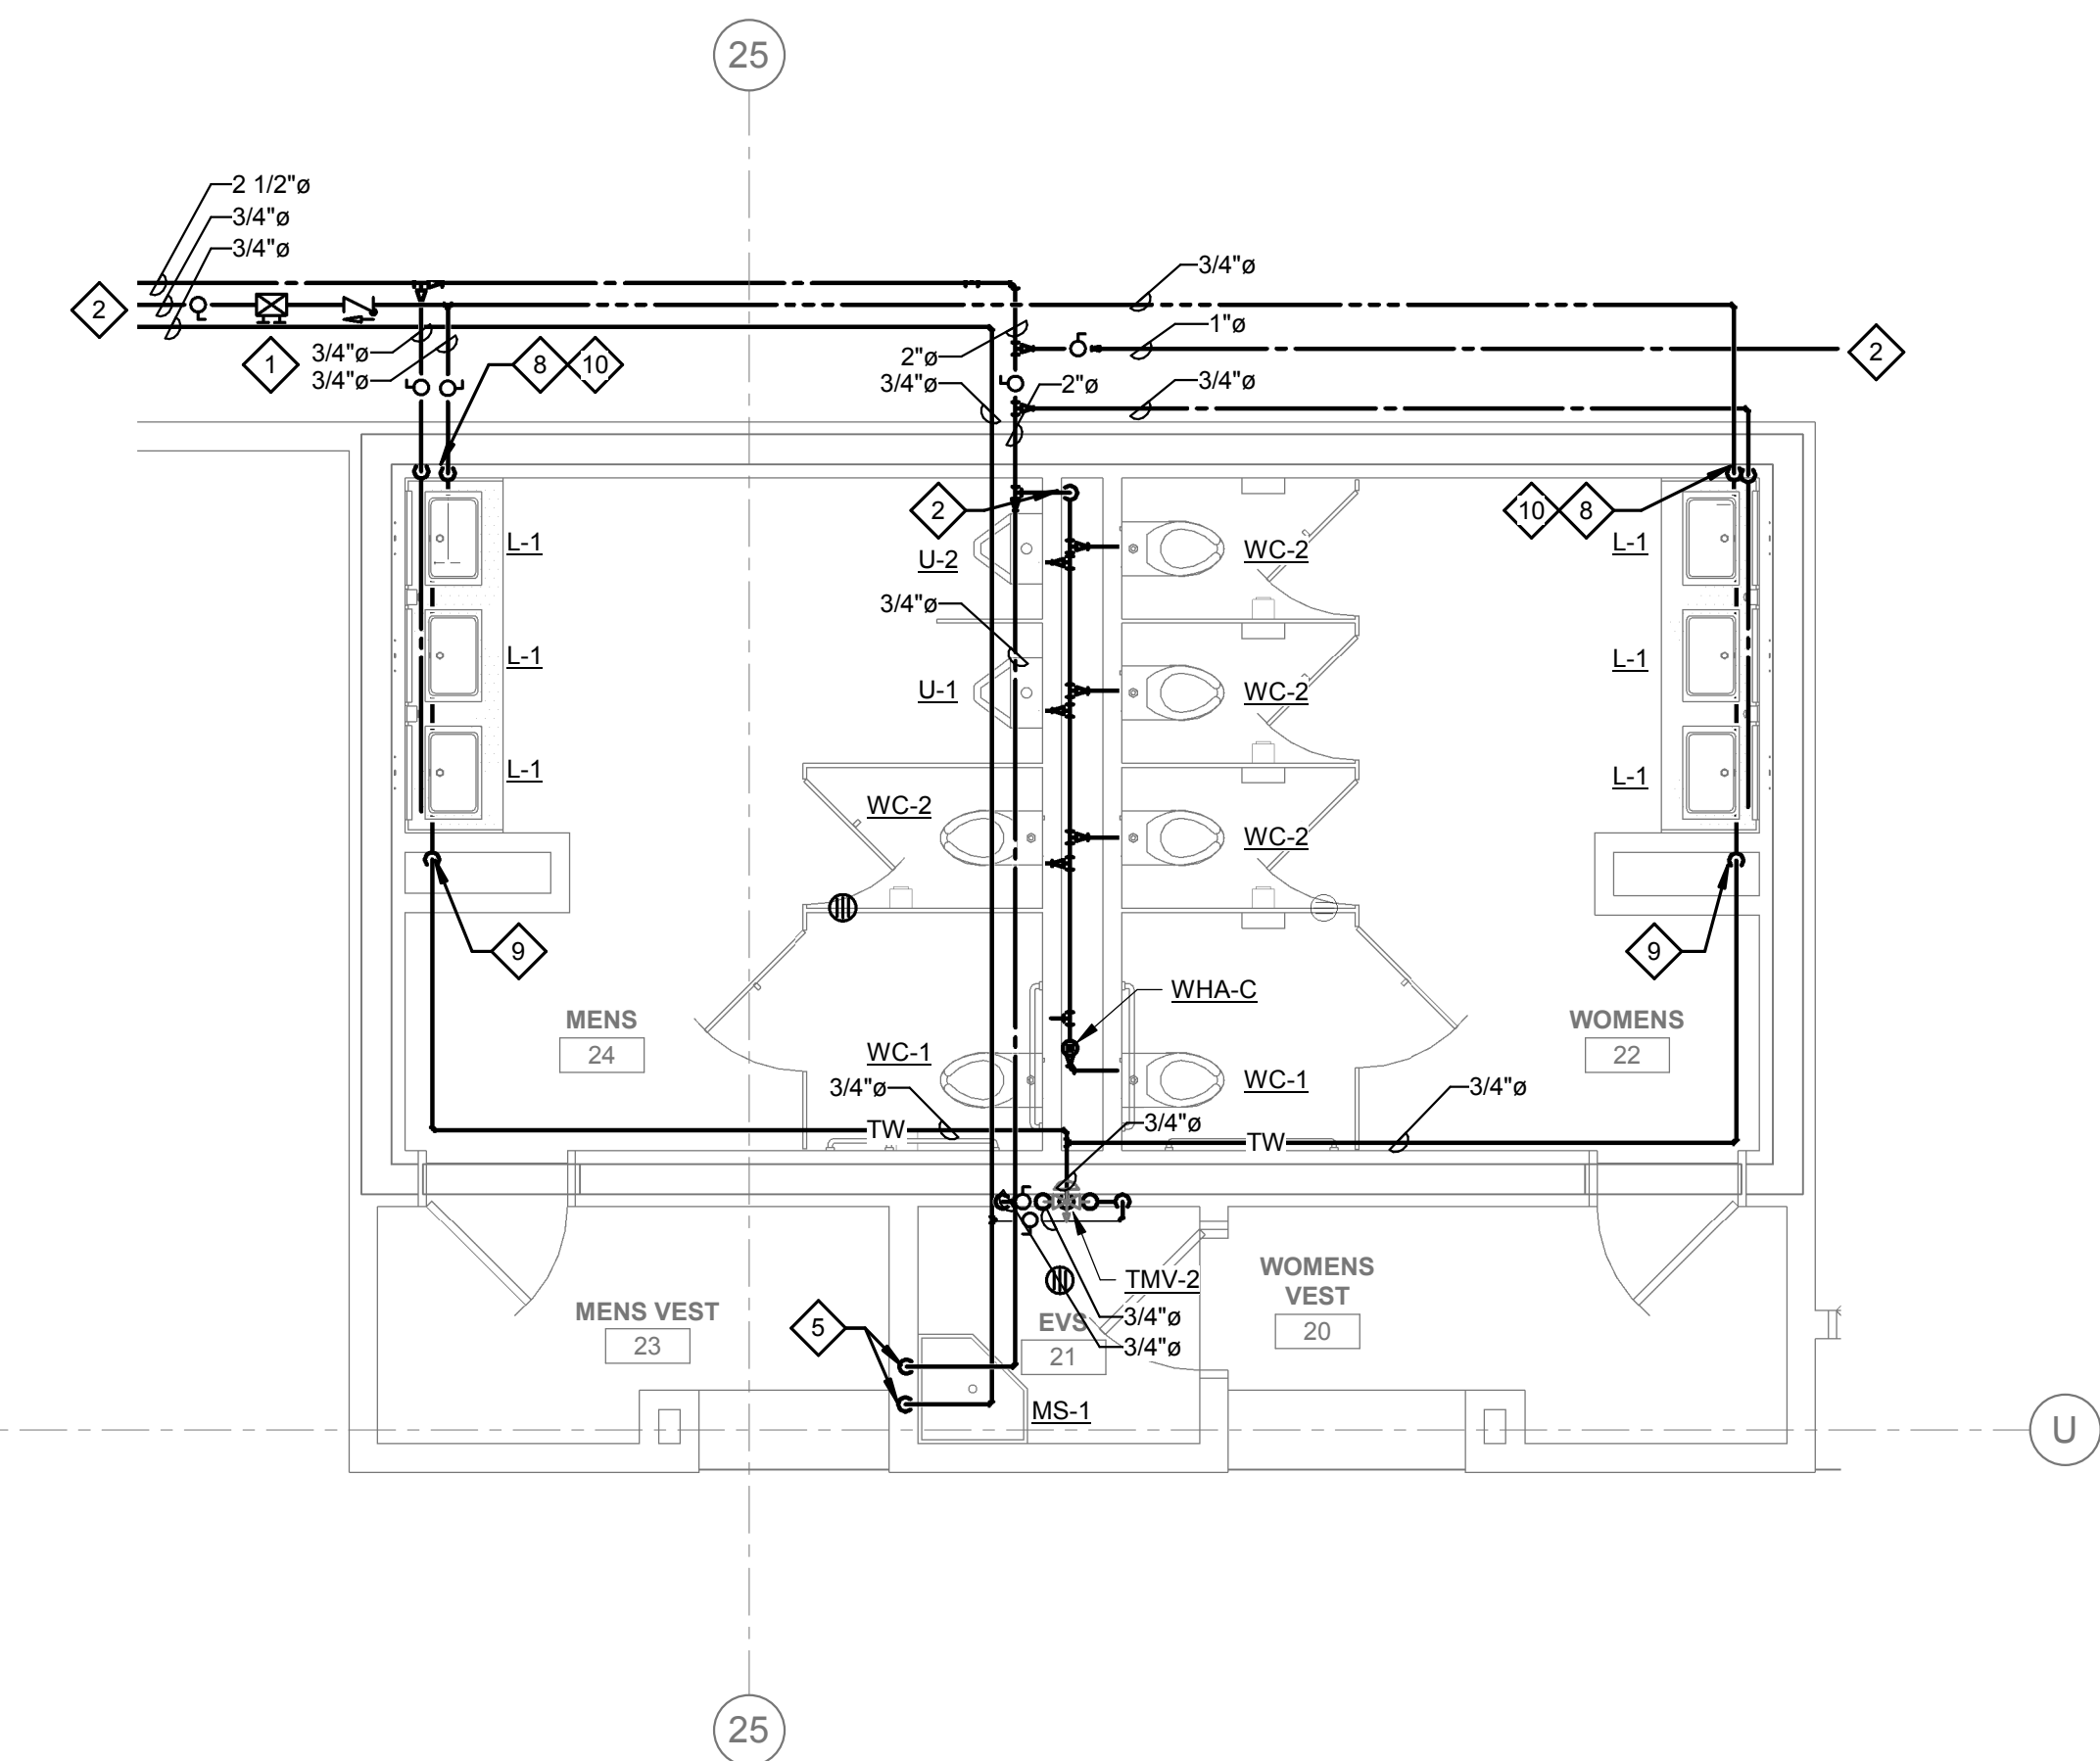 25
2 1/2"ø
3/4"ø
3/4"ø
3/4"ø
2
1"ø
3/4"ø
2"ø
1
3/4"ø
8
10
2
3/4"ø
3/4"ø
2"ø
3/4"ø
2
10
8
L-1
U-2
WC-2
L-1
3/4"ø
L-1
U-1
WC-2
L-1
L-1
WC-2
WC-2
L-1
9
9
WHA-C
MENS
24
WOMENS
22
WC-1
WC-1
3/4"ø
3/4"ø
3/4"ø
TW
TW
TMV-2
WOMENS
VEST
20
MENS VEST
23
5
EVS
21
3/4"ø
3/4"ø
MS-1
U
25